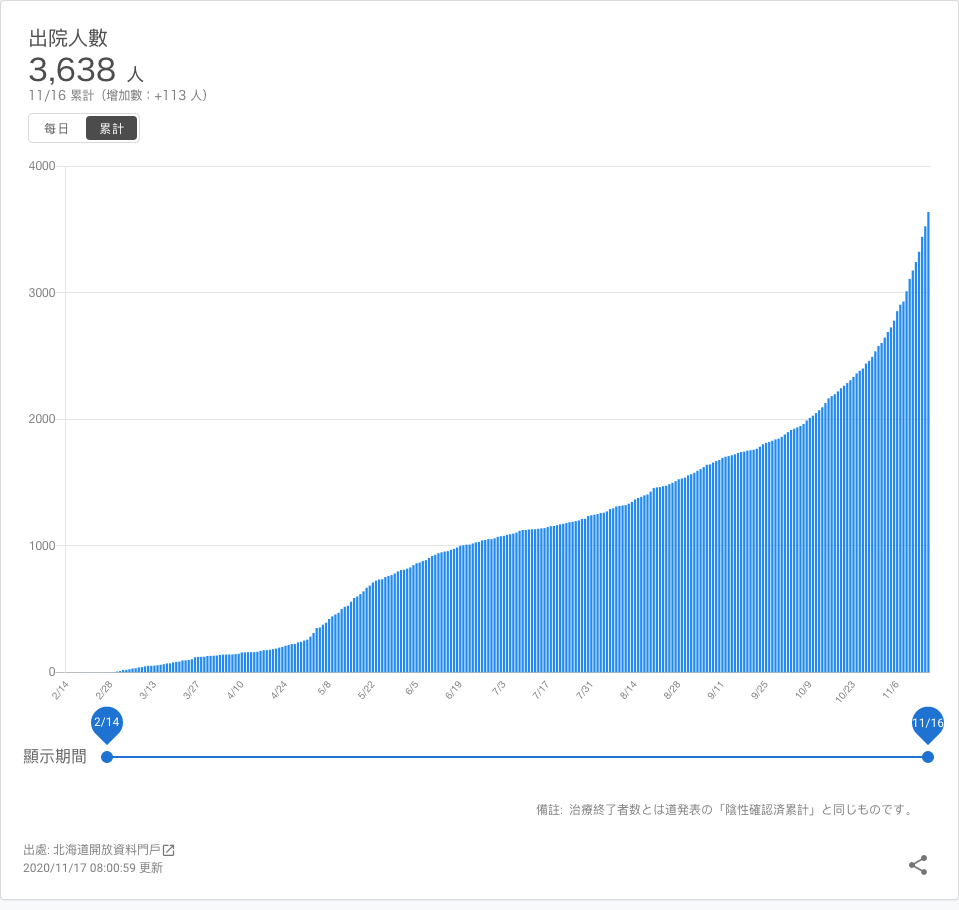 出院人數
3,638 人
11/16 累計（增加數：+113 人）
每日 累計
4000
3000
2000
1000
0
2/14 2/28 3/13 3/27 4/10 4/24 5/8 5/22 6/5 6/19 7/3 7/17 7/31 8/14 8/28 9/11 9/25 10/9 10/23 11/6
2/14 11/16
顯示期間
備註: 治療終了者数とは道発表の「陰性確認済累計」と同じものです。
出處: 北海道開放資料門戶
2020/11/17 08:00:59 更新